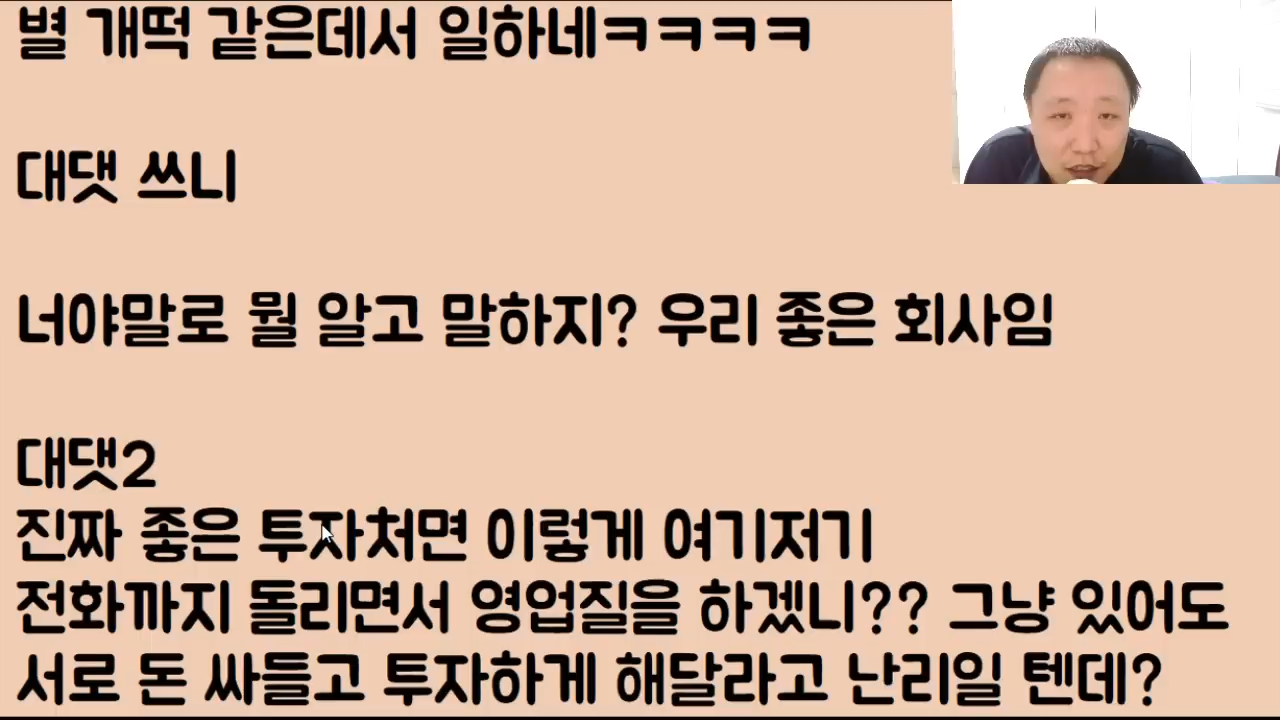 별 개떡 같은데서 일하네ㅋㅋㅋㅋ
대댓 쓰니
너야말로 뭘 알고 말하지? 우리 좋은 회사임
대댓2
진짜 좋은 투자처면 이렇게 여기저기
전화까지 돌리면서 영업질을 하겠니?? 그냥 있어도
서로 돈 싸들고 투자하게 해달라고 난리일 텐데?